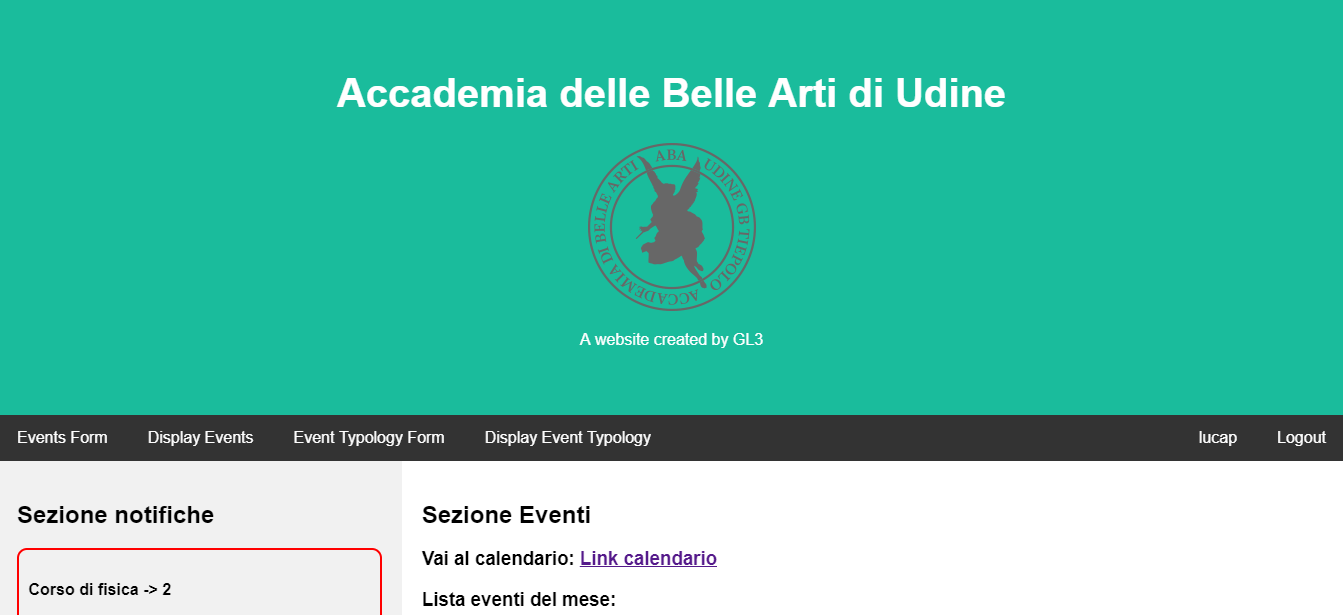 Accademia delle Belle Arti di Udine
ACCADEMIA DI BELLE ARTI ABA UDINE GB TIEPOLO
A website created by GL3
Events Form Display Events Event Typology Form Display Event Typology lucap Logout
Sezione notifiche
Corso di fisica -> 2
Sezione Eventi
Vai al calendario: Link calendario
Lista eventi del mese: